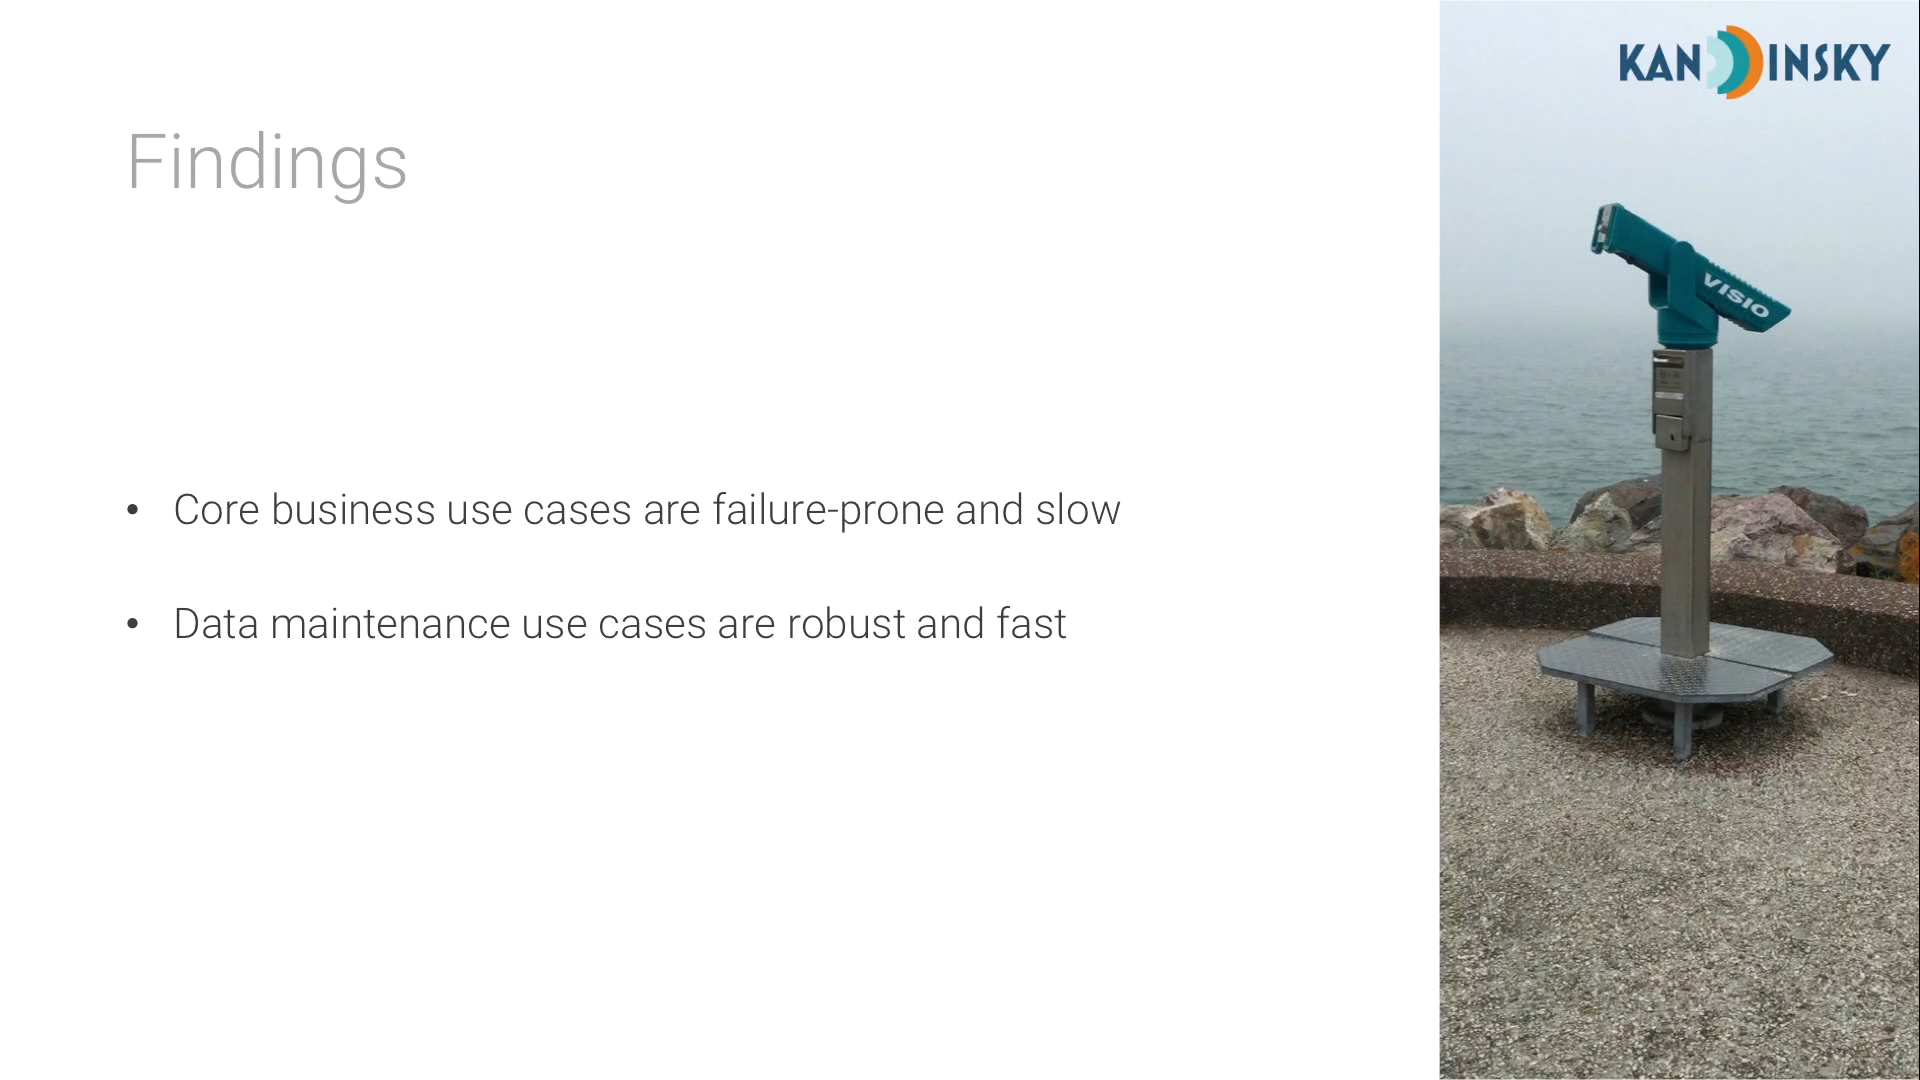 KANDINSKY
Findings
VISIO
• Core business use cases are failure-prone and slow
• Data maintenance use cases are robust and fast